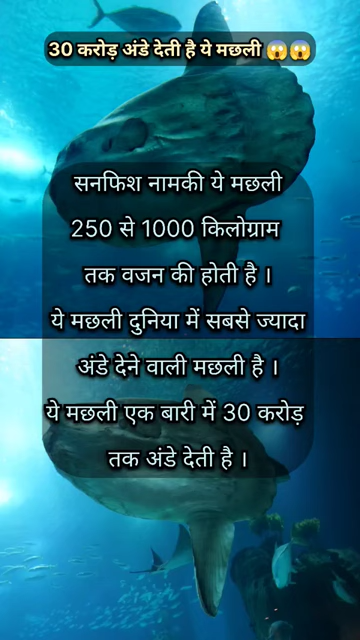 30 करोड़ अंडे देती है ये मछली 😱😱
सनफिश नामकी ये मछली
250 से 1000 किलोग्राम
तक वजन की होती है ।
ये मछली दुनिया में सबसे ज्यादा
अंडे देने वाली मछली है ।
ये मछली एक बारी में 30 करोड़
तक अंडे देती है ।